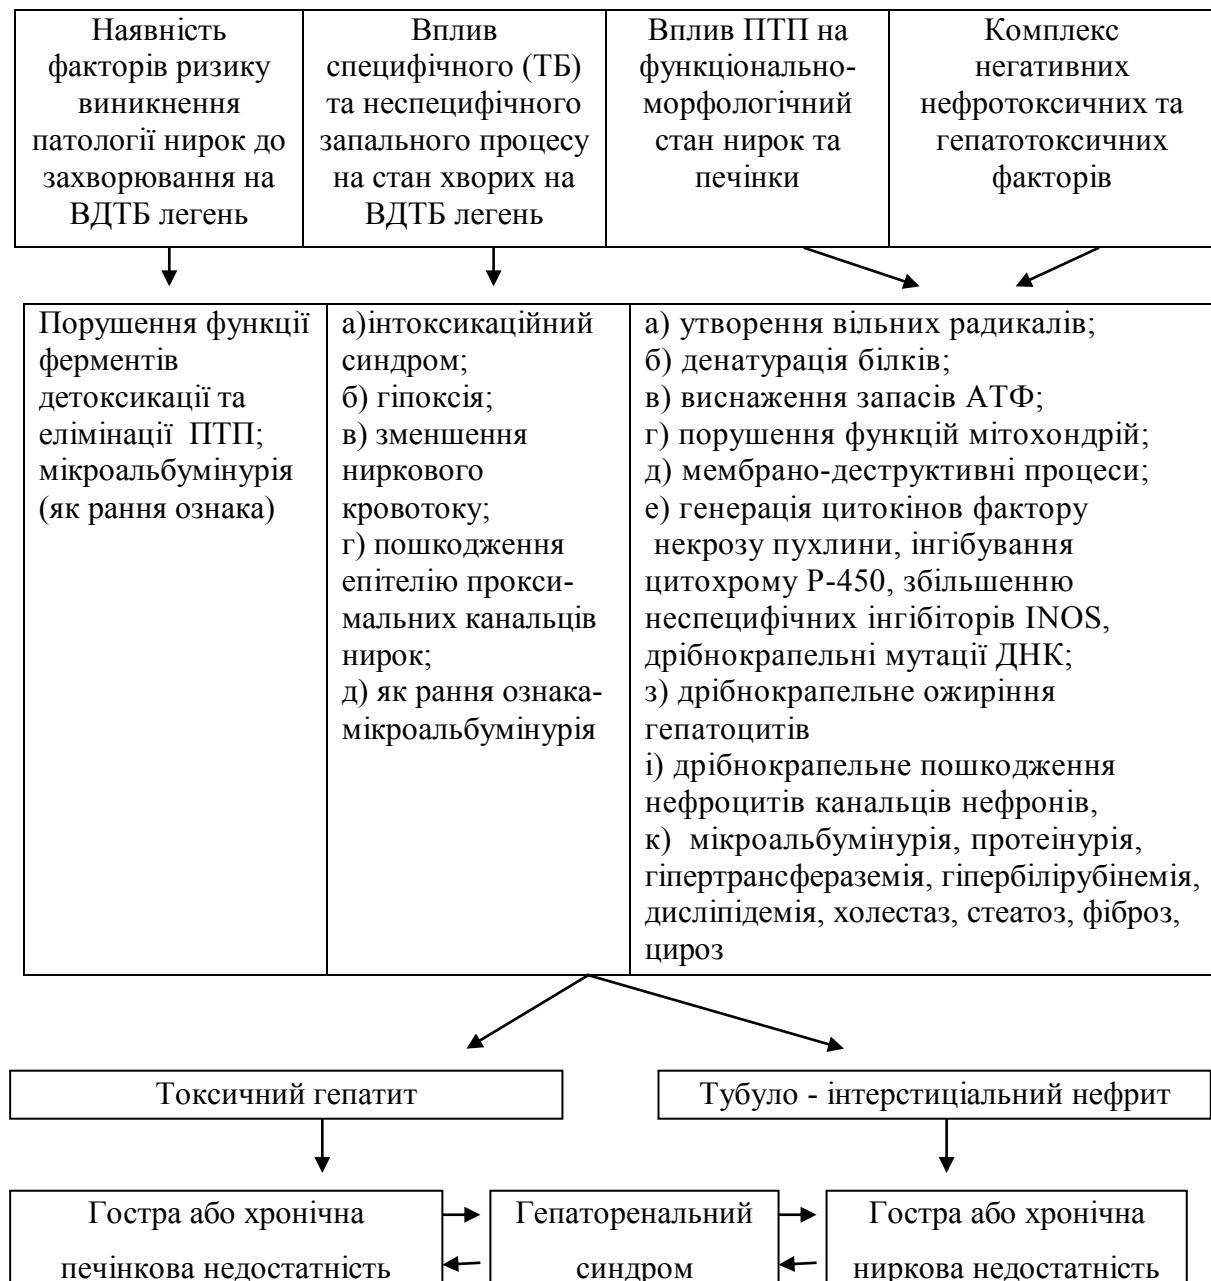 Наявність
факторів ризику
виникнення
патології нирок до
захворювання на
ВДТБ легень
Вплив
специфічного (ТБ)
та неспецифічного
запального процесу
на стан хворих на
ВДТБ легень
Вплив ПТП на
функціонально-
морфологічний
стан нирок та
печінки
Комплекс
негативних
нефротоксичних та
гепатотоксичних
факторів
Порушення функції
ферментів
детоксикації та
елімінації ПТП;
мікроальбумінурія
(як рання ознака)
а)інтоксикаційний
синдром;
б) гіпоксія;
в) зменшення
ниркового
кровотоку;
г) пошкодження
епітелію прокси-
мальних канальців
нирок;
д) як рання ознака-
мікроальбумінурія
а) утворення вільних радикалів;
б) денатурація білків;
в) виснаження запасів АТФ;
г) порушення функцій мітохондрій;
д) мембрано-деструктивні процеси;
е) генерація цитокінов фактору
некрозу пухлини, інгібування
цитохрому Р-450, збільшенню
неспецифічних інгібіторів INOS,
дрібнокрапельні мутації ДНК;
з) дрібнокрапельне ожиріння
гепатоцитів
і) дрібнокрапельне пошкодження
нефроцитів канальців нефронів,
к) мікроальбумінурія, протеінурія,
гіпертрансфераземія, гіпербілірубінемія,
дисліпідемія, холестаз, стеатоз, фіброз,
цироз
Токсичний гепатит
Тубуло - інтерстиціальний нефрит
Гостра або хронічна
печінкова недостатність
Гепаторенальний
синдром
Гостра або хронічна
ниркова недостатність